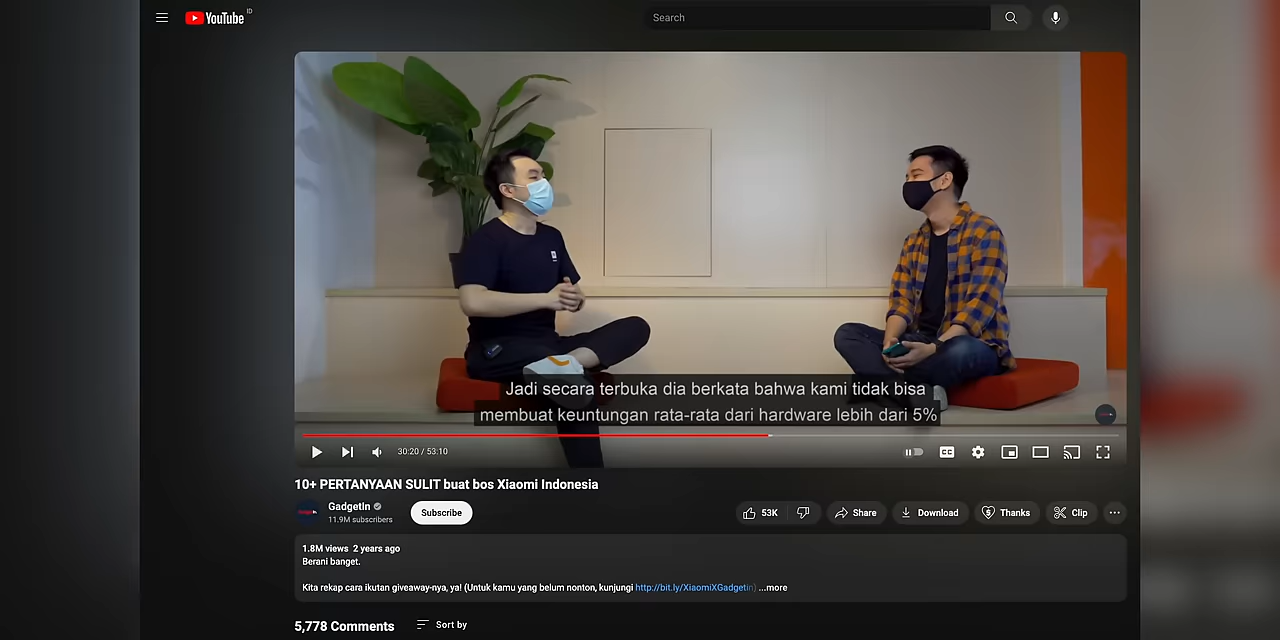 YouTube ID
Search
Jadi secara terbuka dia berkata bahwa kami tidak bisa
membuat keuntungan rata-rata dari hardware lebih dari 5%
30:20 / 53:10
CC
10+ PERTANYAAN SULIT buat bos Xiaomi Indonesia
GadgetIn
11.9M subscribers
Subscribe
53K
Share
Download
Thanks
Clip
1.8M views 2 years ago
Berani banget.
Kita rekap cara ikutan giveaway-nya, ya! (Untuk kamu yang belum nonton, kunjungi http://bit.ly/XiaomiXGadgetin) ...more
5,778 Comments
Sort by